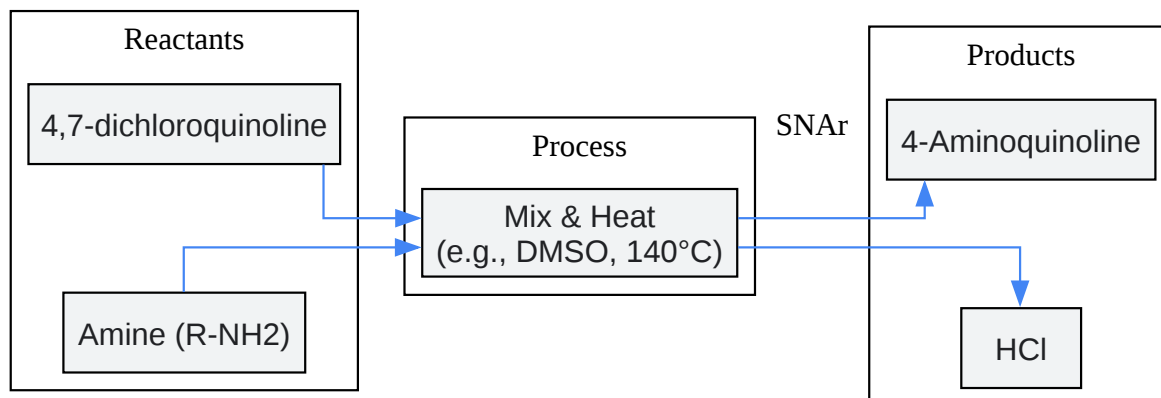 Reactants
4,7-dichloroquinoline
Amine (R-NH2)
Process
Mix & Heat
(e.g., DMSO, 140°C)
SNAr
Products
4-Aminoquinoline
HCl